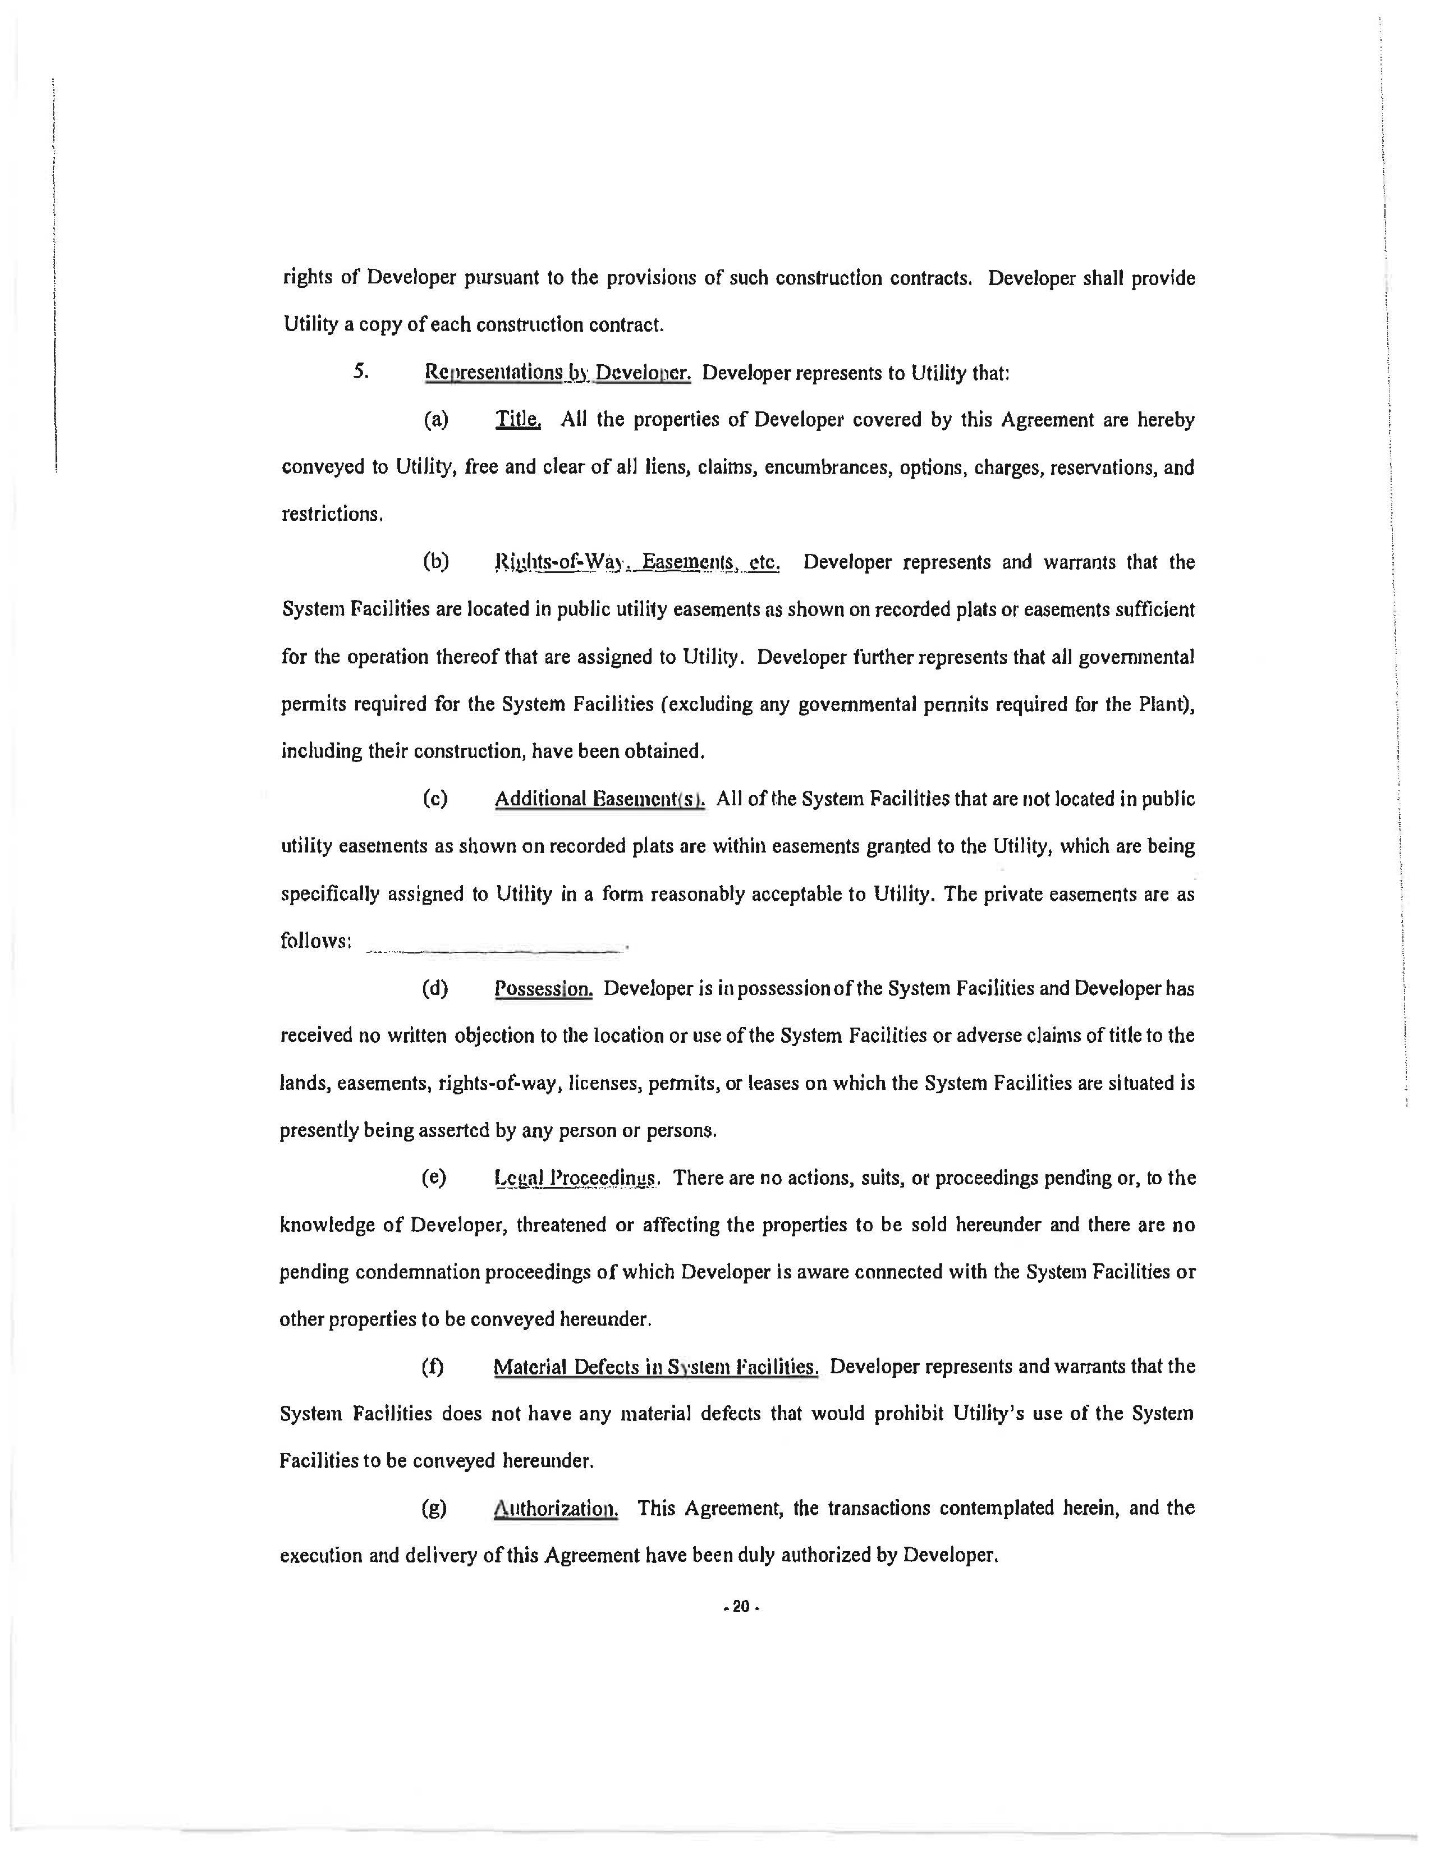 rights of Developer pursuant to the provisions of such construction contracts. Developer shall provide
Utility a copy of each construction contract.
5. Representations by Developer. Developer represents to Utility that:
(a) Title. All the properties of Developer covered by this Agreement are hereby
conveyed to Utility, free and clear of all liens, claims, encumbrances, options, charges, reservations, and
restrictions.
(b) Rights-of-Way, Easements, etc. Developer represents and warrants that the
System Facilities are located in public utility easements as shown on recorded plats or easements sufficient
for the operation thereof that are assigned to Utility. Developer further represents that all governmental
permits required for the System Facilities (excluding any governmental permits required for the Plant),
including their construction, have been obtained.
(c) Additional Easement(s). All of the System Facilities that are not located in public
utility easements as shown on recorded plats are within easements granted to the Utility, which are being
specifically assigned to Utility in a form reasonably acceptable to Utility. The private easements are as
follows: ____________________.
(d) Possession. Developer is in possession of the System Facilities and Developer has
received no written objection to the location or use of the System Facilities or adverse claims of title to the
lands, easements, rights-of-way, licenses, permits, or leases on which the System Facilities are situated is
presently being asserted by any person or persons.
(e) Legal Proceedings. There are no actions, suits, or proceedings pending or, to the
knowledge of Developer, threatened or affecting the properties to be sold hereunder and there are no
pending condemnation proceedings of which Developer is aware connected with the System Facilities or
other properties to be conveyed hereunder.
(f) Material Defects in System Facilities. Developer represents and warrants that the
System Facilities does not have any material defects that would prohibit Utility's use of the System
Facilities to be conveyed hereunder.
(g) Authorization. This Agreement, the transactions contemplated herein, and the
execution and delivery of this Agreement have been duly authorized by Developer.
- 20 -